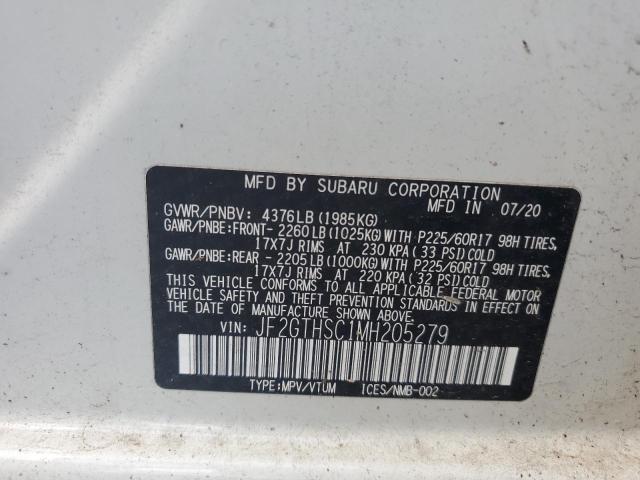 MFD BY SUBARU CORPORATION
GVWR/PNBV: 4376LB (1985KG) MFD IN 07/20
GAWR/PNBE:FRONT- 2260LB (1025KG)WITH P225/60R17 98H TIRES,
17X7J RIMS AT 230 KPA (33 PSI)COLD
GAWR/PNBE:REAR - 2205LB (1000KG)WITH P225/60R17 98H TIRES,
17X7J RIMS AT 220 KPA (32 PSI)COLD
THIS VEHICLE CONFORMS TO ALL APPLICABLE FEDERAL MOTOR
VEHICLE SAFETY AND THEFT PREVENTION STANDARDS IN EFFECT ON
THE DATE OF MANUFACTURE SHOWN ABOVE.
VIN: JF2GTHSC1MH205279
TYPE:MPV/VTUM ICES/NMB-002